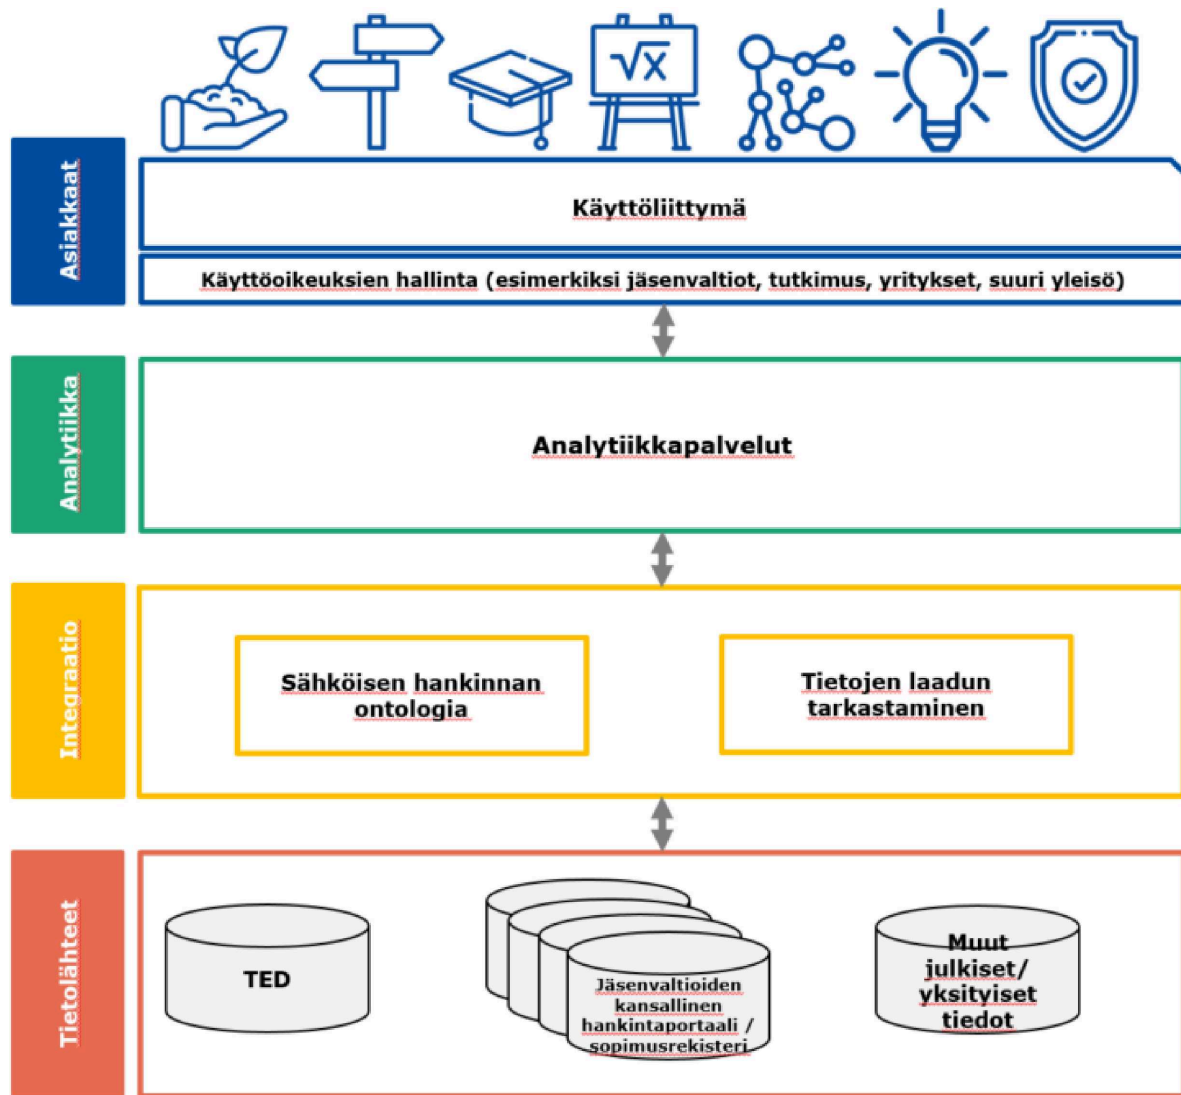 √x
Asiakkaat
Käyttöliittymä
Käyttöoikeuksien hallinta (esimerkiksi jäsenvaltiot, tutkimus, yritykset, suuri yleisö)
Analytiikka
Analytiikkapalvelut
Integraatio
Sähköisen hankinnan
ontologia
Tietojen laadun
tarkastaminen
Tietolähteet
TED
Jäsenvaltioiden
kansallinen
hankintaportaali /
sopimusrekisteri
Muut
julkiset/
yksityiset
tiedot